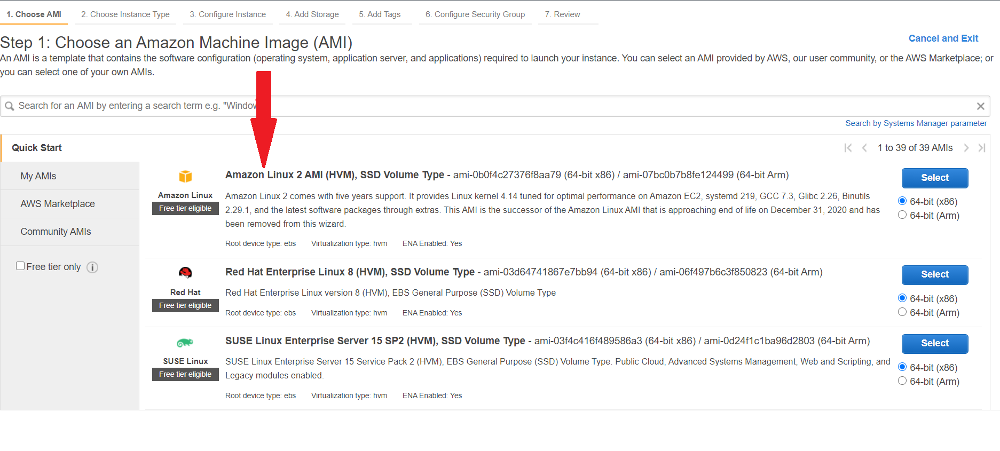 1. Choose AMI 2. Choose Instance Type 3. Configure Instance 4. Add Storage 5. Add Tags 6. Configure Security Group 7. Review
Step 1: Choose an Amazon Machine Image (AMI)
Cancel and Exit
An AMI is a template that contains the software configuration (operating system, application server, and applications) required to launch your instance. You can select an AMI provided by AWS, our user community, or the AWS Marketplace; or
you can select one of your own AMIs.
Search for an AMI by entering a search term e.g. "Window
Search by Systems Manager parameter
Quick Start
1 to 39 of 39 AMIs
My AMIs
AWS Marketplace
Community AMIs
Free tier only
Amazon Linux
Free tier eligible
Amazon Linux 2 AMI (HVM), SSD Volume Type - ami-0b0f4c27376f8aa79 (64-bit x86) / ami-07bc0b7b8fe124499 (64-bit Arm)
Amazon Linux 2 comes with five years support. It provides Linux kernel 4.14 tuned for optimal performance on Amazon EC2, systemd 219, GCC 7.3, Glibc 2.26, Binutils
2.29.1, and the latest software packages through extras. This AMI is the successor of the Amazon Linux AMI that is approaching end of life on December 31, 2020 and has
been removed from this wizard.
Root device type: ebs Virtualization type: hvm ENA Enabled: Yes
Select
64-bit (x86)
64-bit (Arm)
Red Hat
Free tier eligible
Red Hat Enterprise Linux 8 (HVM), SSD Volume Type - ami-03d64741867e7bb94 (64-bit x86) / ami-06f497b6c3f850823 (64-bit Arm)
Red Hat Enterprise Linux version 8 (HVM), EBS General Purpose (SSD) Volume Type
Root device type: ebs Virtualization type: hvm ENA Enabled: Yes
Select
64-bit (x86)
64-bit (Arm)
SUSE Linux
Free tier eligible
SUSE Linux Enterprise Server 15 SP2 (HVM), SSD Volume Type - ami-03f4c416f489586a3 (64-bit x86) / ami-0d24f1c1ba96d2803 (64-bit Arm)
SUSE Linux Enterprise Server 15 Service Pack 2 (HVM), EBS General Purpose (SSD) Volume Type. Public Cloud, Advanced Systems Management, Web and Scripting, and
Legacy modules enabled.
Root device type: ebs Virtualization type: hvm ENA Enabled: Yes
Select
64-bit (x86)
64-bit (Arm)